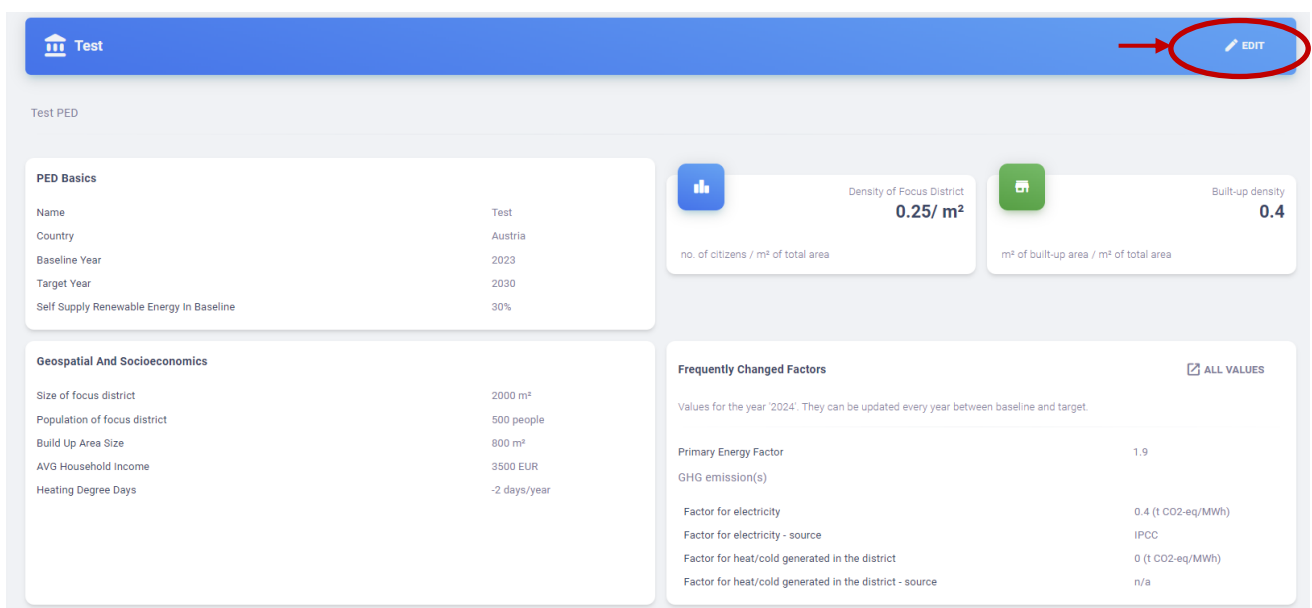 Test
EDIT
Test PED
PED Basics
Name Test
Country Austria
Baseline Year 2023
Target Year 2030
Self Supply Renewable Energy In Baseline 30%
Density of Focus District
0.25/ m²
no. of citizens / m² of total area
Built-up density
0.4
m² of built-up area / m² of total area
Geospatial And Socioeconomics
Size of focus district 2000 m²
Population of focus district 500 people
Build Up Area Size 800 m²
AVG Household Income 3500 EUR
Heating Degree Days -2 days/year
Frequently Changed Factors
ALL VALUES
Values for the year '2024'. They can be updated every year between baseline and target.
Primary Energy Factor 1.9
GHG emission(s)
Factor for electricity 0.4 (t CO2-eq/MWh)
Factor for electricity - source IPCC
Factor for heat/cold generated in the district 0 (t CO2-eq/MWh)
Factor for heat/cold generated in the district - source n/a